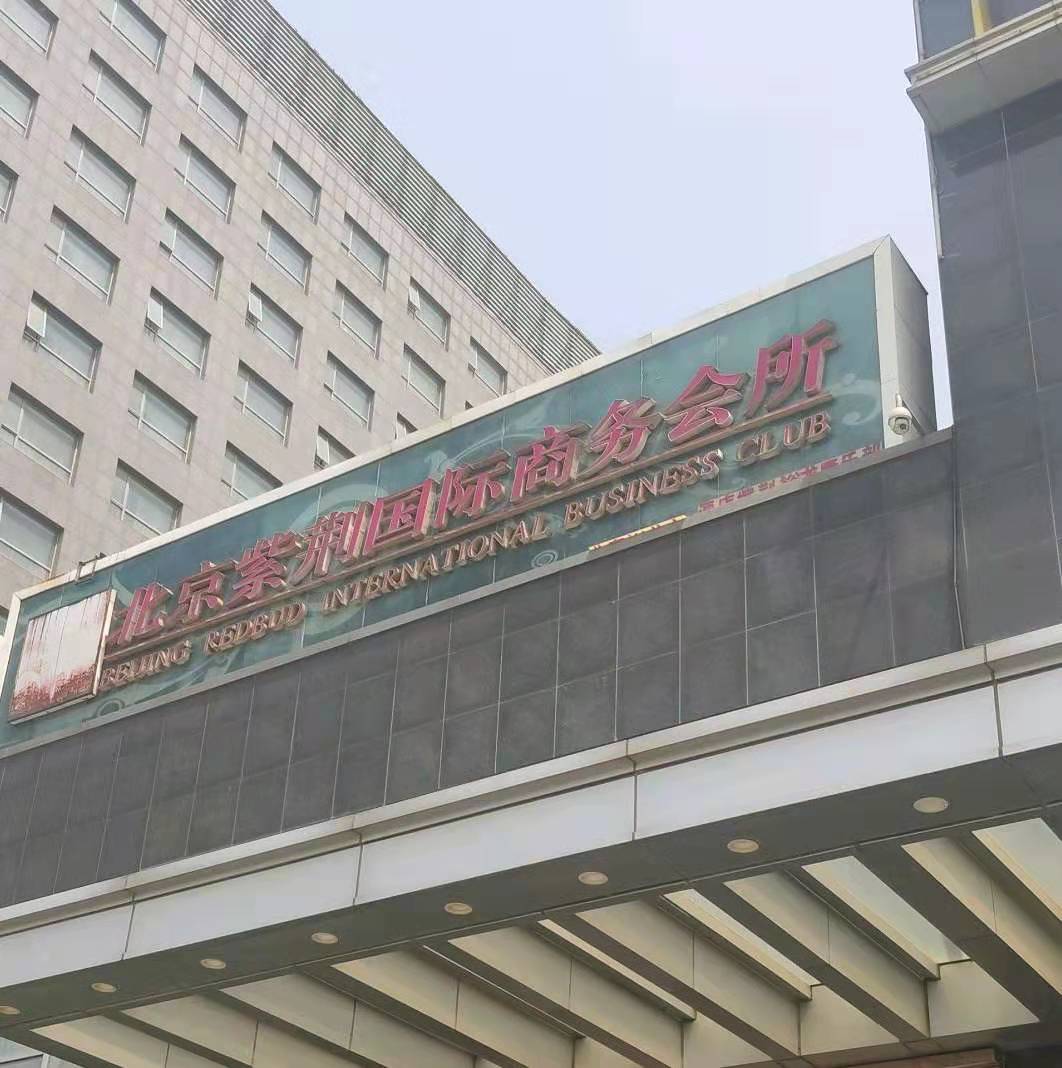 北京紫荆国际商务会所
BEIJING REDBUD INTERNATIONAL BUSINESS CLUB